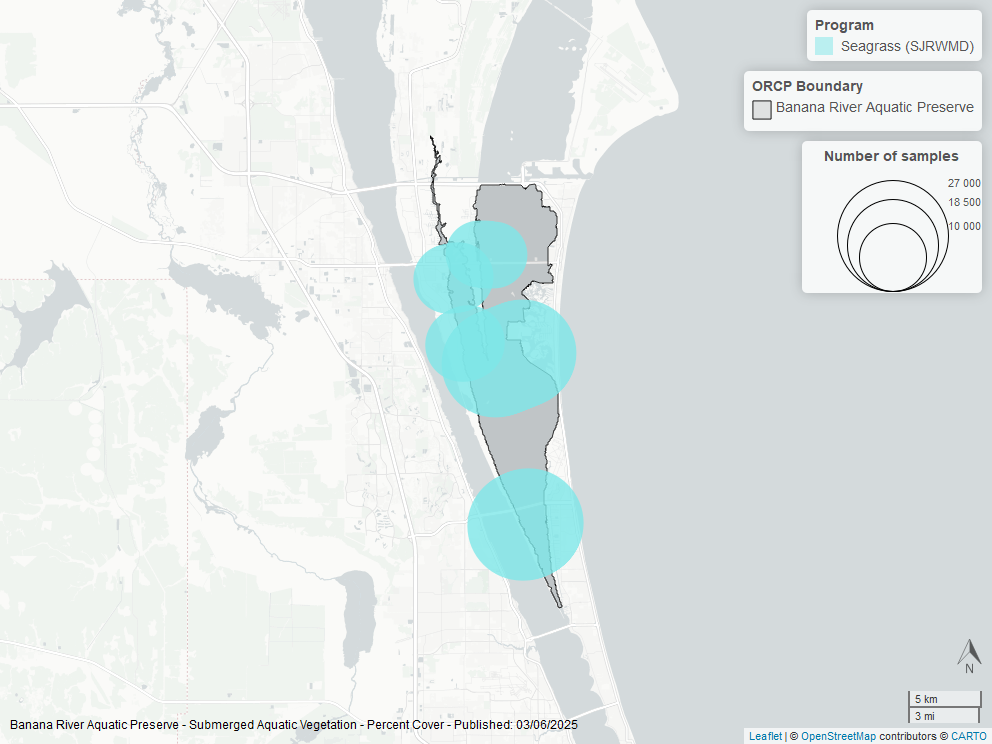 Program
Seagrass (SJRWMD)
ORCP Boundary
Banana River Aquatic Preserve
Number of samples
27 000
18 500
10 000
N
5 km
3 mi
Banana River Aquatic Preserve - Submerged Aquatic Vegetation - Percent Cover - Published: 03/06/2025
Leaflet | © OpenStreetMap contributors © CARTO